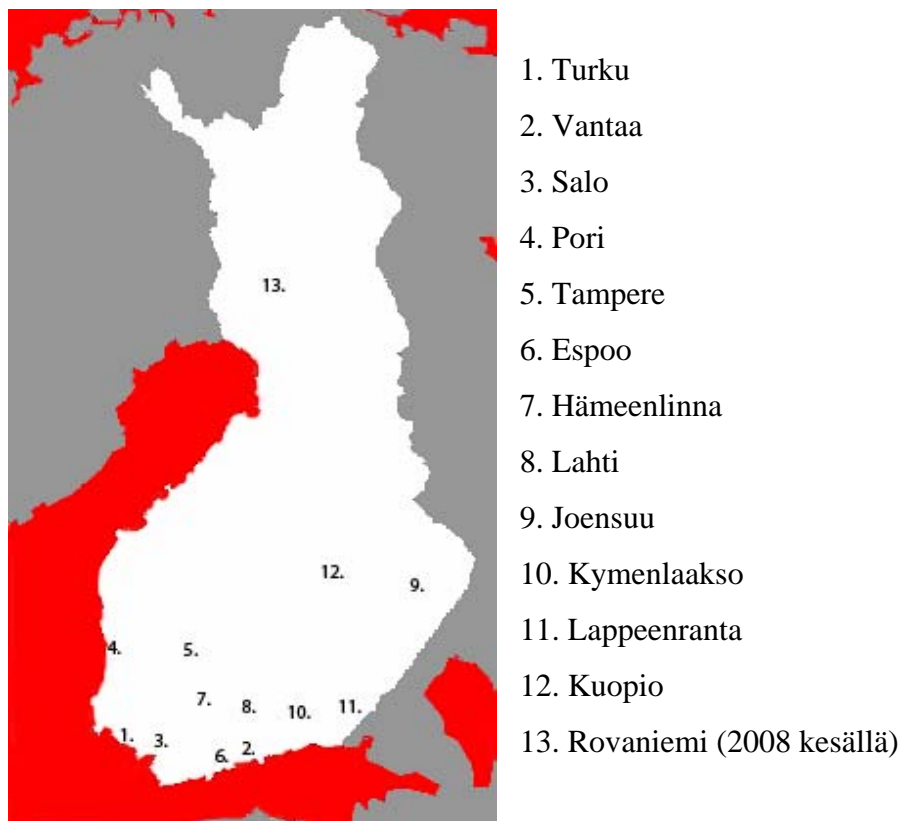 1. Turku
2. Vantaa
3. Salo
4. Pori
5. Tampere
6. Espoo
7. Hämeenlinna
8. Lahti
9. Joensuu
10. Kymenlaakso
11. Lappeenranta
12. Kuopio
13. Rovaniemi (2008 kesällä)
13.
12.
9.
4.
5.
7.
8.
10.
11.
1.
3.
6.
2.